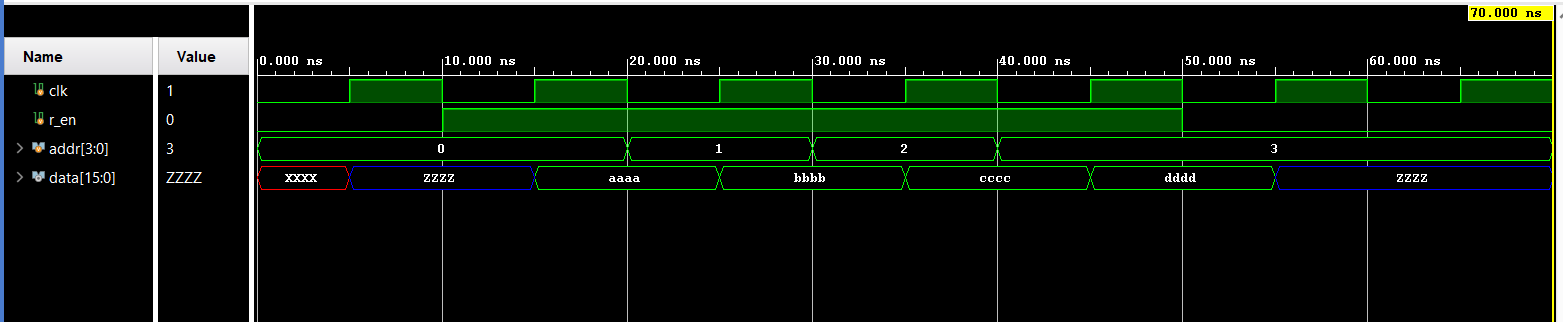 70.000 ns
Name Value
0.000 ns 10.000 ns 20.000 ns 30.000 ns 40.000 ns 50.000 ns 60.000 ns
clk 1
r_en 0
addr[3:0] 3 0 1 2 3
data[15:0] ZZZZ XXXX ZZZZ aaaa bbbb cccc dddd ZZZZ